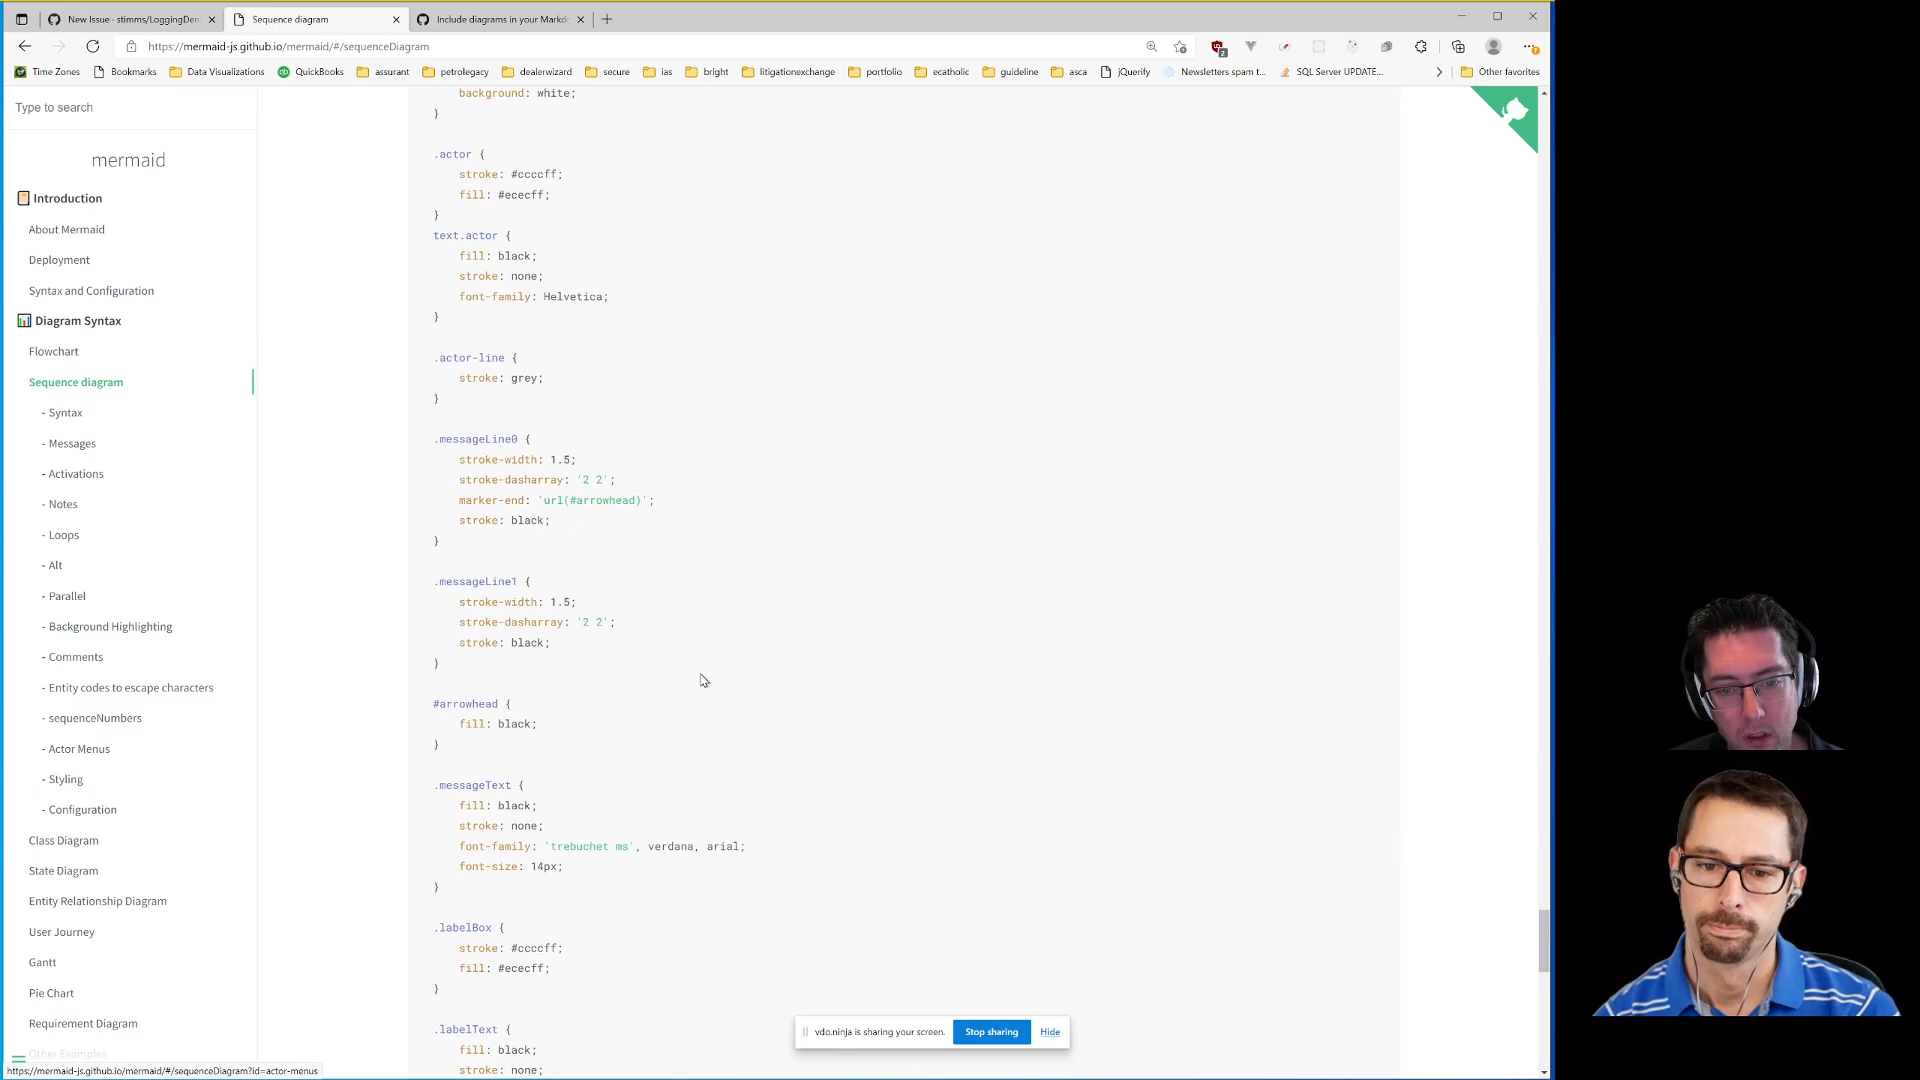 New Issue · stimms/LoggingDem
Sequence diagram
Include diagrams in your Markdo
https://mermaid-js.github.io/mermaid/#/sequenceDiagram
2
Time Zones
Bookmarks
Data Visualizations
QuickBooks
assurant
petrolegacy
dealerwizard
secure
ias
bright
litigationexchange
portfolio
ecatholic
guideline
asca
jQuerify
Newsletters spam t...
SQL Server UPDATE...
Other favorites
Type to search
mermaid
Introduction
About Mermaid
Deployment
Syntax and Configuration
Diagram Syntax
Flowchart
Sequence diagram
- Syntax
- Messages
- Activations
- Notes
- Loops
- Alt
- Parallel
- Background Highlighting
- Comments
- Entity codes to escape characters
- sequenceNumbers
- Actor Menus
- Styling
- Configuration
Class Diagram
State Diagram
Entity Relationship Diagram
User Journey
Gantt
Pie Chart
Requirement Diagram
Other Examples
https://mermaid-js.github.io/mermaid/#/sequenceDiagram?id=actor-menus
background: white;
}
.actor {
stroke: #ccccff;
fill: #ececff;
}
text.actor {
fill: black;
stroke: none;
font-family: Helvetica;
}
.actor-line {
stroke: grey;
}
.messageLine0 {
stroke-width: 1.5;
stroke-dasharray: '2 2';
marker-end: 'url(#arrowhead)';
stroke: black;
}
.messageLine1 {
stroke-width: 1.5;
stroke-dasharray: '2 2';
stroke: black;
}
#arrowhead {
fill: black;
}
.messageText {
fill: black;
stroke: none;
font-family: 'trebuchet ms', verdana, arial;
font-size: 14px;
}
.labelBox {
stroke: #ccccff;
fill: #ececff;
}
.labelText {
fill: black;
stroke: none;
vdo.ninja is sharing your screen.
Stop sharing
Hide